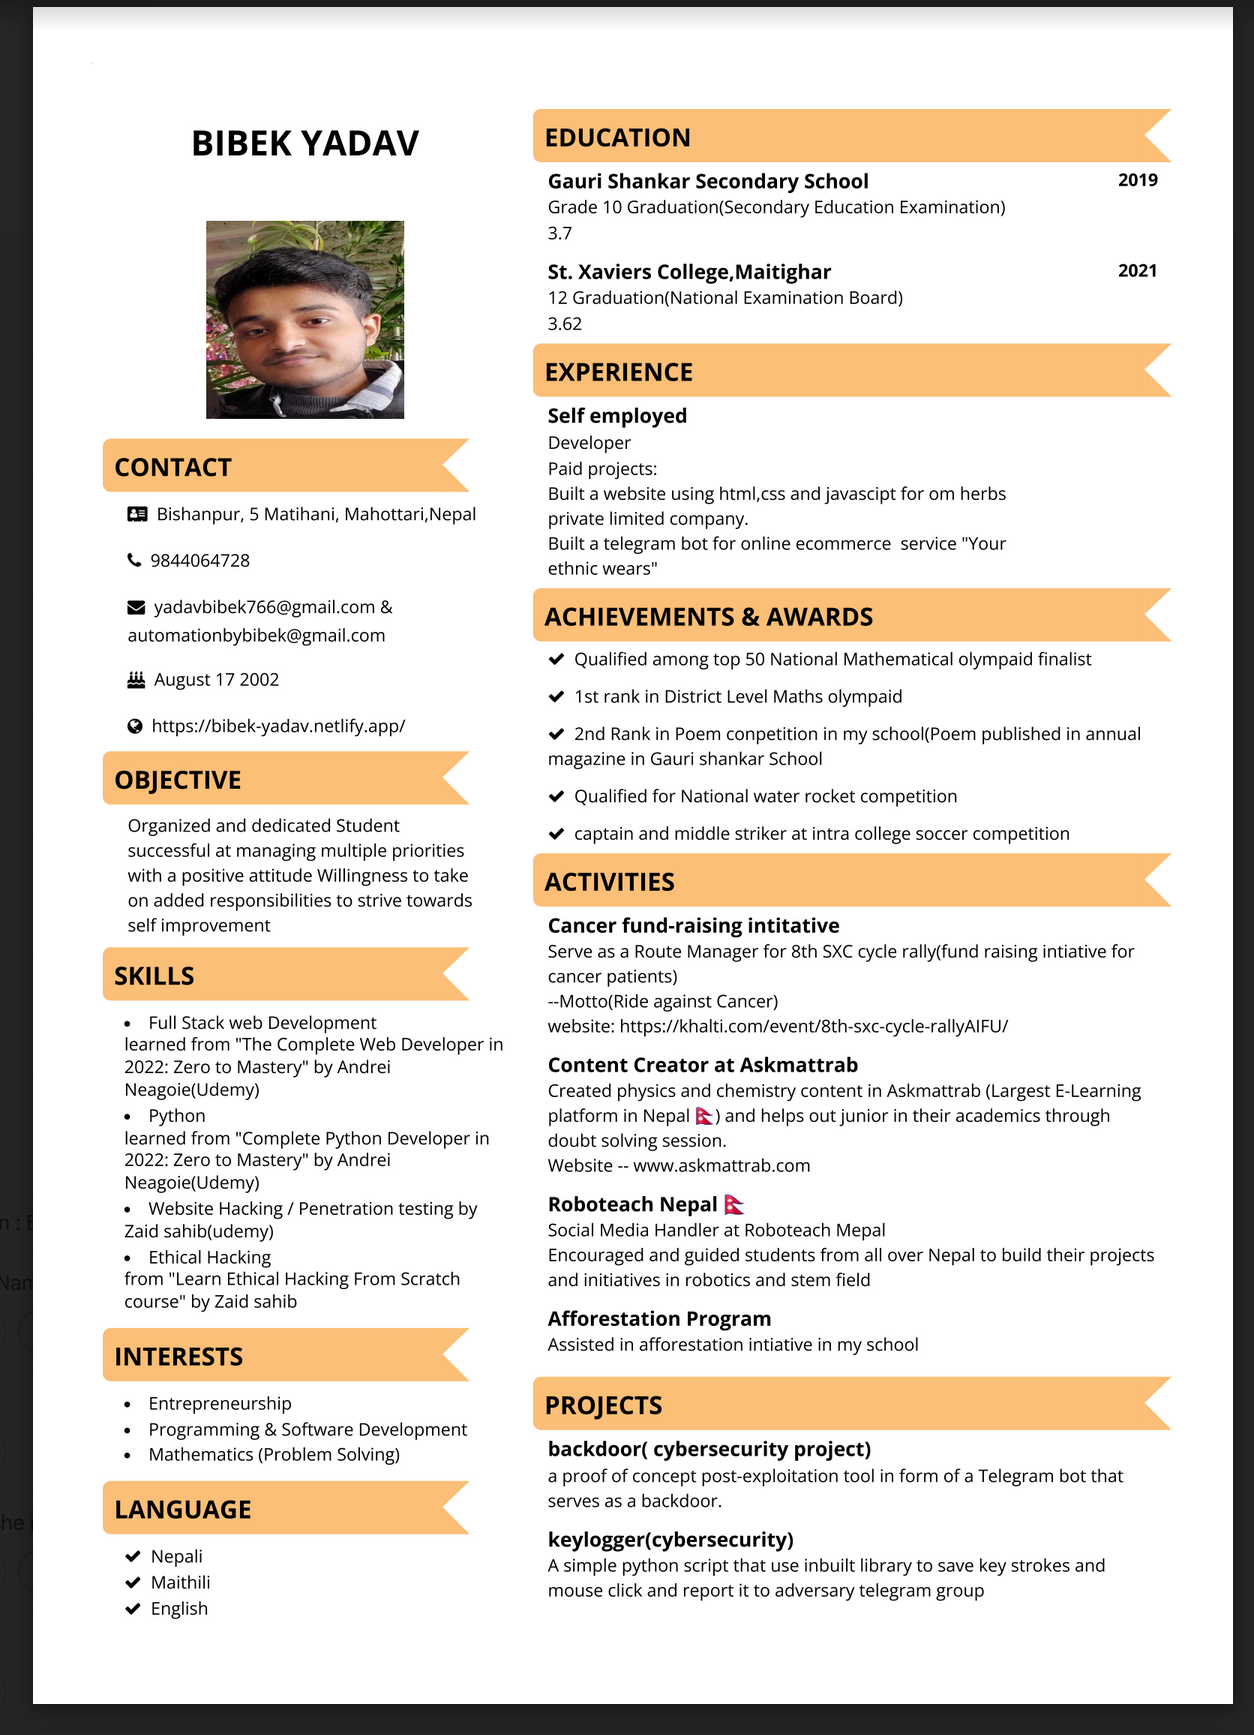 BIBEK YADAV
CONTACT
Bishanpur, 5 Matihani, Mahottari,Nepal
9844064728
yadavbibek766@gmail.com &
automationbybibek@gmail.com
August 17 2002
https://bibek-yadav.netlify.app/
OBJECTIVE
Organized and dedicated Student
successful at managing multiple priorities
with a positive attitude Willingness to take
on added responsibilities to strive towards
self improvement
SKILLS
Full Stack web Development
learned from "The Complete Web Developer in
2022: Zero to Mastery" by Andrei
Neagoie(Udemy)
Python
learned from "Complete Python Developer in
2022: Zero to Mastery" by Andrei
Neagoie(Udemy)
Website Hacking / Penetration testing by
Zaid sahib(udemy)
Ethical Hacking
from "Learn Ethical Hacking From Scratch
course" by Zaid sahib
INTERESTS
Entrepreneurship
Programming & Software Development
Mathematics (Problem Solving)
LANGUAGE
Nepali
Maithili
English
EDUCATION
Gauri Shankar Secondary School 2019
Grade 10 Graduation(Secondary Education Examination)
3.7
St. Xaviers College,Maitighar 2021
12 Graduation(National Examination Board)
3.62
EXPERIENCE
Self employed
Developer
Paid projects:
Built a website using html,css and javascipt for om herbs
private limited company.
Built a telegram bot for online ecommerce  service "Your
ethnic wears"
ACHIEVEMENTS & AWARDS
Qualified among top 50 National Mathematical olympaid finalist
1st rank in District Level Maths olympaid
2nd Rank in Poem conpetition in my school(Poem published in annual
magazine in Gauri shankar School
Qualified for National water rocket competition
captain and middle striker at intra college soccer competition
ACTIVITIES
Cancer fund-raising intitative
Serve as a Route Manager for 8th SXC cycle rally(fund raising intiative for
cancer patients)
--Motto(Ride against Cancer)
website: https://khalti.com/event/8th-sxc-cycle-rallyAIFU/
Content Creator at Askmattrab
Created physics and chemistry content in Askmattrab (Largest E-Learning
platform in Nepal 🇳🇵) and helps out junior in their academics through
doubt solving session.
Website -- www.askmattrab.com
Roboteach Nepal 🇳🇵
Social Media Handler at Roboteach Mepal
Encouraged and guided students from all over Nepal to build their projects
and initiatives in robotics and stem field
Afforestation Program
Assisted in afforestation intiative in my school
PROJECTS
backdoor( cybersecurity project)
a proof of concept post-exploitation tool in form of a Telegram bot that
serves as a backdoor.
keylogger(cybersecurity)
A simple python script that use inbuilt library to save key strokes and
mouse click and report it to adversary telegram group